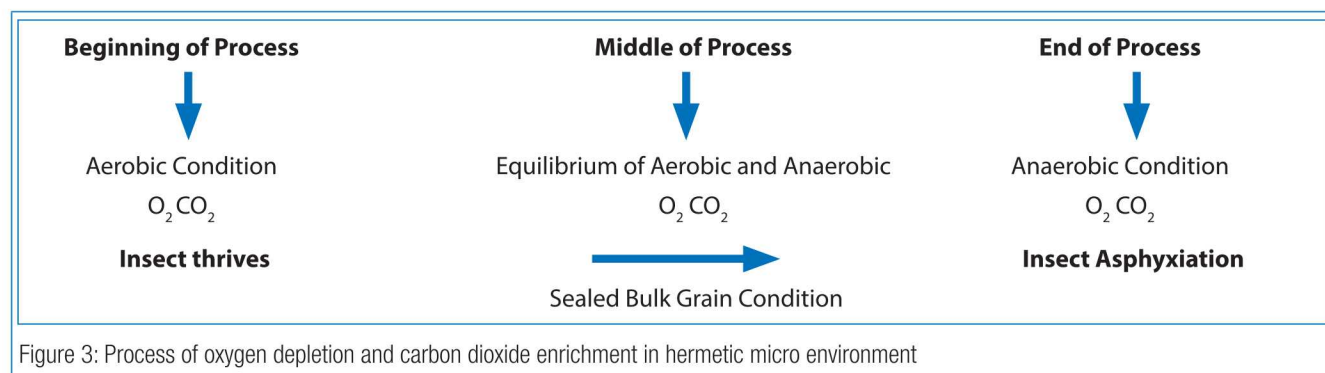 Beginning of Process
Middle of Process
End of Process
Aerobic Condition
Equilibrium of Aerobic and Anaerobic
Anaerobic Condition
O₂ CO₂
O₂ CO₂
O₂ CO₂
Insect thrives
Insect Asphyxiation
Sealed Bulk Grain Condition
Figure 3: Process of oxygen depletion and carbon dioxide enrichment in hermetic micro environment